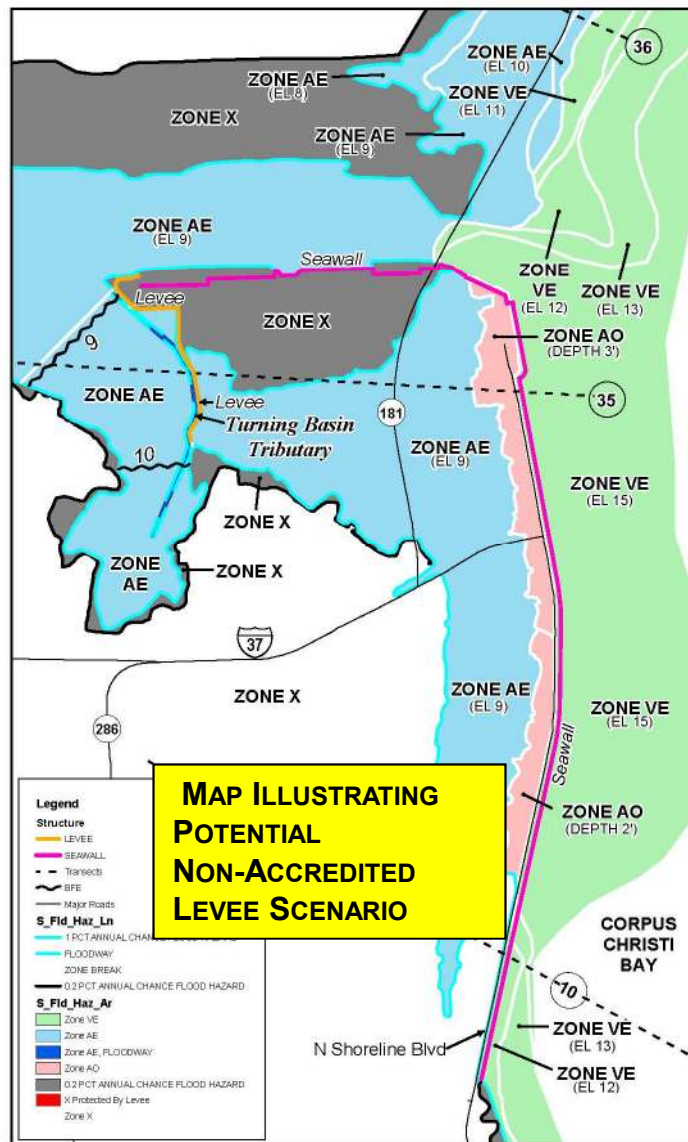 36
ZONE AE
(EL 10)
ZONE AE
(EL 8)
ZONE VE
(EL 11)
ZONE X
ZONE AE
(EL 9)
ZONE AE
(EL 9)
Seawall
ZONE
VE
(EL 12)
ZONE VE
(EL 13)
Levee
ZONE X
ZONE AO
(DEPTH 3')
9
ZONE AE
Levee
35
181
Turning Basin
Tributary
10
ZONE AE
(EL 9)
ZONE VE
(EL 15)
ZONE X
ZONE
AE
ZONE X
37
ZONE X
ZONE AE
(EL 9)
ZONE VE
(EL 15)
286
Seawall
MAP ILLUSTRATING
POTENTIAL
NON-ACCREDITED
LEVEE SCENARIO
ZONE AO
(DEPTH 2')
Legend
Structure
LEVEE
SEAWALL
Transects
BFE
Major Roads
S_Fld_Haz_Ln
1 PCT ANNUAL CHANCE
FLOODWAY
ZONE BREAK
0.2 PCT ANNUAL CHANCE FLOOD HAZARD
S_Fld_Haz_Ar
Zone VE
Zone AE
Zone AE, FLOODWAY
Zone AO
0.2 PCT ANNUAL CHANCE FLOOD HAZARD
X Protected By Levee
Zone X
CORPUS
CHRISTI
BAY
10
N Shoreline Blvd
ZONE VE
(EL 13)
ZONE VE
(EL 12)